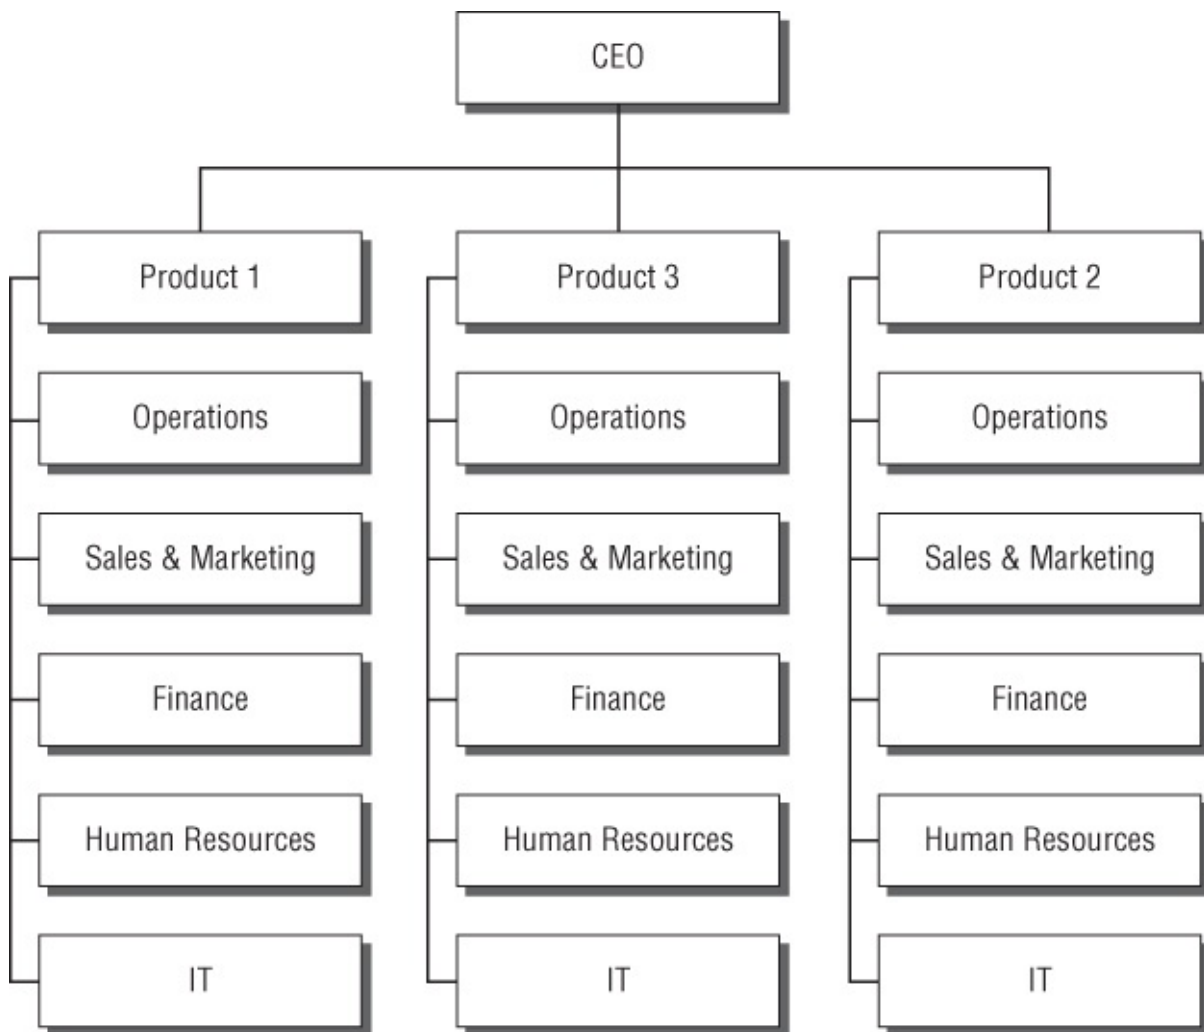 CEO
Product 1
Product 3
Product 2
Operations
Operations
Operations
Sales & Marketing
Sales & Marketing
Sales & Marketing
Finance
Finance
Finance
Human Resources
Human Resources
Human Resources
IT
IT
IT